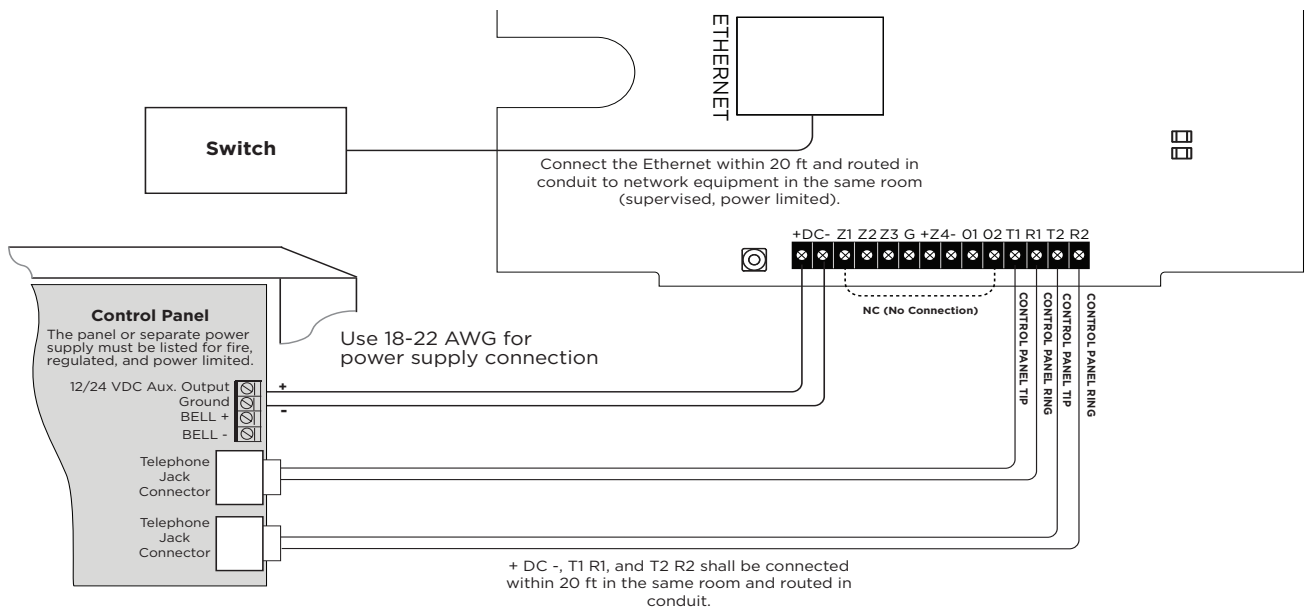 ETHERNET
Switch
Connect the Ethernet within 20 ft and routed in
conduit to network equipment in the same room
(supervised, power limited).
+DC- Z1 Z2 Z3 G +Z4- O1 O2 T1 R1 T2 R2
NC (No Connection)
CONTROL PANEL TIP
CONTROL PANEL RING
CONTROL PANEL TIP
CONTROL PANEL RING
Control Panel
The panel or separate power
supply must be listed for fire,
regulated, and power limited.
Use 18-22 AWG for
power supply connection
12/24 VDC Aux. Output
+
Ground
-
BELL +
BELL -
Telephone
Jack
Connector
Telephone
Jack
Connector
+ DC -, T1 R1, and T2 R2 shall be connected
within 20 ft in the same room and routed in
conduit.